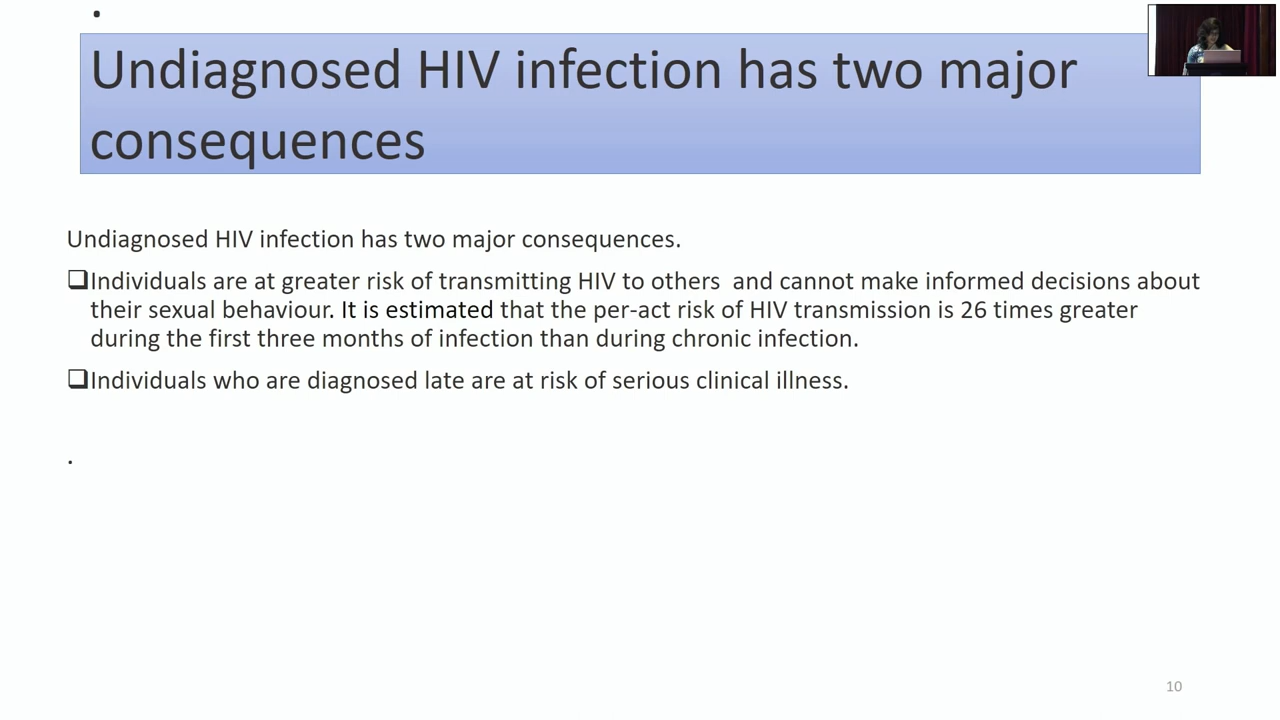 •
Undiagnosed HIV infection has two major
consequences
Undiagnosed HIV infection has two major consequences.
❑Individuals are at greater risk of transmitting HIV to others  and cannot make informed decisions about
their sexual behaviour. It is estimated that the per-act risk of HIV transmission is 26 times greater
during the first three months of infection than during chronic infection.
❑Individuals who are diagnosed late are at risk of serious clinical illness.
.
10